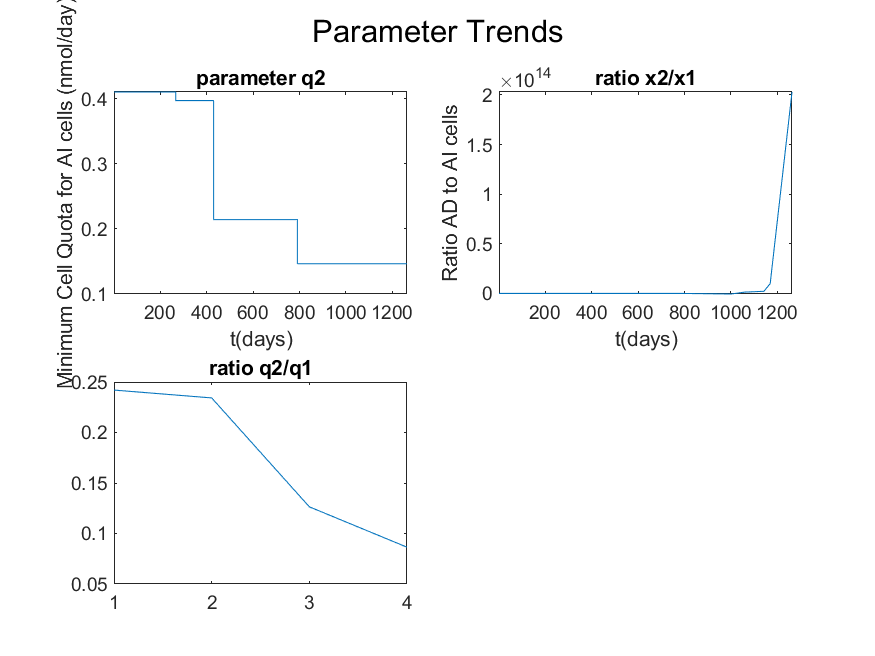 Parameter Trends
parameter q2
Minimum Cell Quota for AI cells (nmol/day)
0.4
0.3
0.2
0.1
200 400 600 800 1000 1200
t(days)
ratio x2/x1
×10^14
Ratio AD to AI cells
2
1.5
1
0.5
0
200 400 600 800 1000 1200
t(days)
ratio q2/q1
0.25
0.2
0.15
0.1
0.05
1 2 3 4